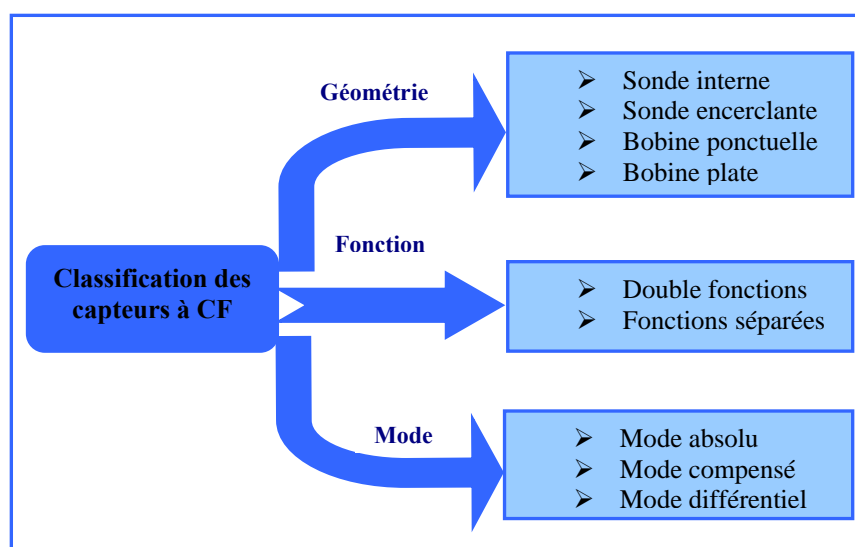 Géométrie
➢ Sonde interne
➢ Sonde encerclante
➢ Bobine ponctuelle
➢ Bobine plate
Fonction
Classification des
capteurs à CF
➢ Double fonctions
➢ Fonctions séparées
Mode
➢ Mode absolu
➢ Mode compensé
➢ Mode différentiel